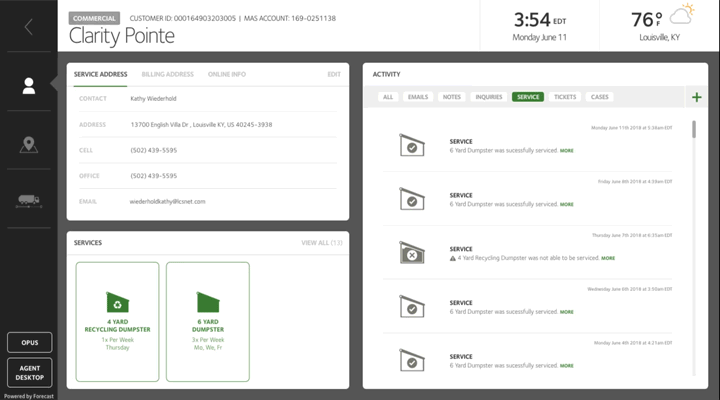 COMMERCIAL CUSTOMER ID: 000164903203005 | MAS ACCOUNT: 169-0251138
Clarity Pointe
3:54 EDT
Monday June 11
76° F
Louisville, KY
SERVICE ADDRESS BILLING ADDRESS ONLINE INFO EDIT
CONTACT Kathy Wiederhold
ADDRESS 13700 English Villa Dr , Louisville KY, US 40245-3938
CELL (502) 439-5595
OFFICE (502) 439-5595
EMAIL wiederholdkathy@lcsnet.com
SERVICES VIEW ALL (13)
4 YARD
RECYCLING DUMPSTER
1x Per Week
Thursday
6 YARD
DUMPSTER
3x Per Week
Mo, We, Fr
ACTIVITY
ALL EMAILS NOTES INQUIRIES SERVICE TICKETS CASES +
Monday June 11th 2018 at 5:36am EDT
SERVICE
6 Yard Dumpster was sucessfully serviced. MORE
Friday June 8th 2018 at 4:59am EDT
SERVICE
6 Yard Dumpster was sucessfully serviced. MORE
Thursday June 7th 2018 at 6:35am EDT
SERVICE
4 Yard Recycling Dumpster was not able to be serviced. MORE
Wednesday June 6th 2018 at 3:50am EDT
SERVICE
6 Yard Dumpster was sucessfully serviced. MORE
Monday June 4th 2018 at 4:21am EDT
SERVICE
6 Yard Dumpster was sucessfully serviced. MORE
OPUS
AGENT
DESKTOP
Powered by Forecast